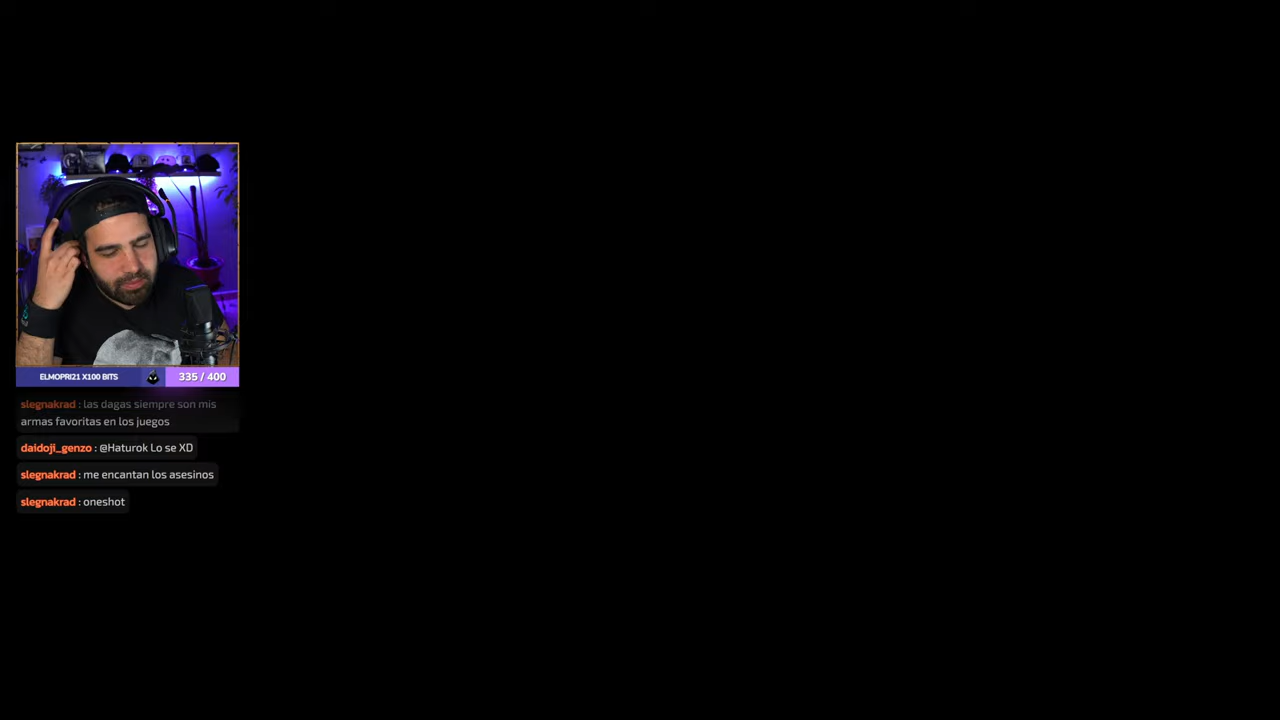 ELMOPRI21 X100 BITS 335 / 400
slegnakrad : las dagas siempre son mis
armas favoritas en los juegos
daidoji_genzo : @Haturok Lo se XD
slegnakrad : me encantan los asesinos
slegnakrad : oneshot